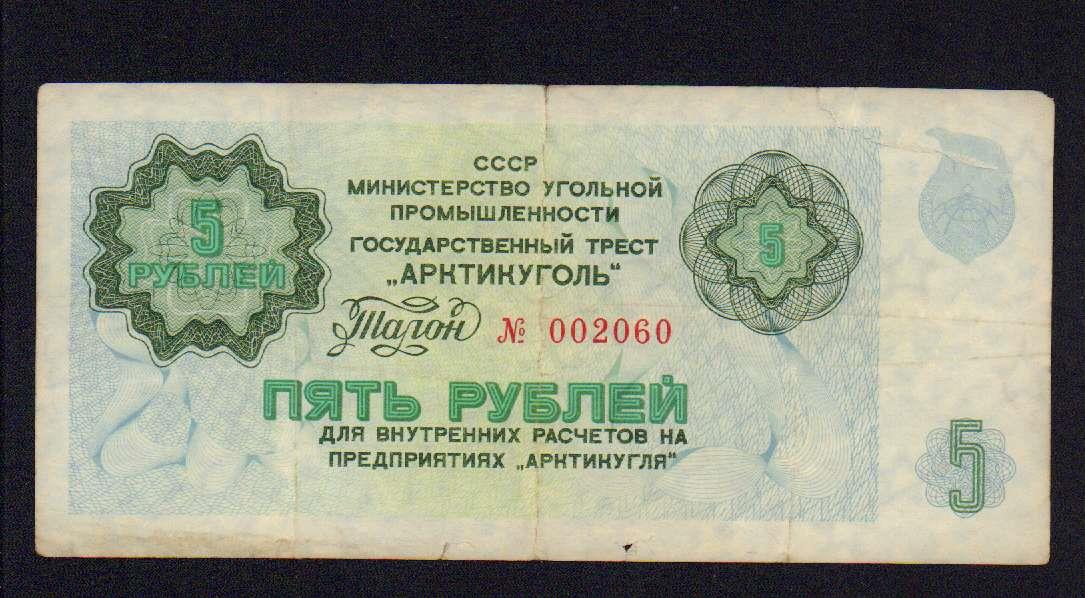 5
РУБЛЕЙ
СССР
МИНИСТЕРСТВО УГОЛЬНОЙ
ПРОМЫШЛЕННОСТИ
ГОСУДАРСТВЕННЫЙ ТРЕСТ
„АРКТИКУГОЛЬ“
Талон № 002060
5
ПЯТЬ РУБЛЕЙ
ДЛЯ ВНУТРЕННИХ РАСЧЕТОВ НА
ПРЕДПРИЯТИЯХ „АРКТИКУГЛЯ“
5